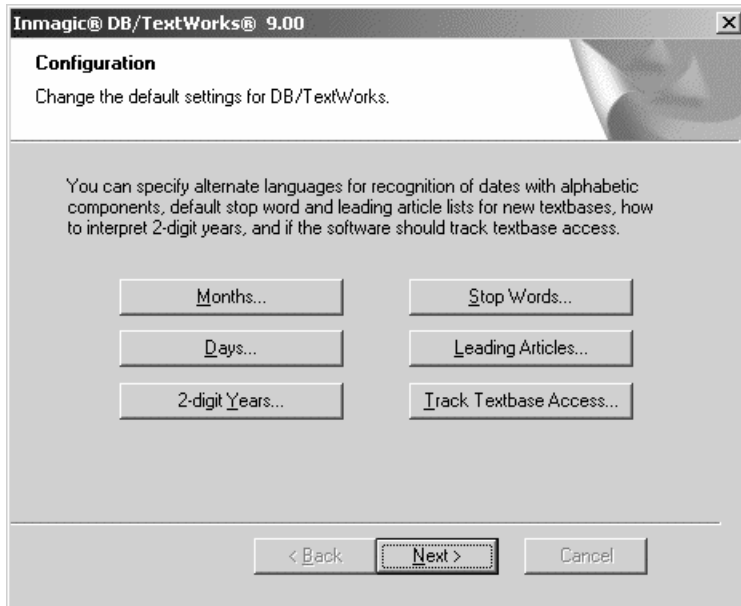 Inmagic® DB/TextWorks® 9.00
Configuration
Change the default settings for DB/TextWorks.
You can specify alternate languages for recognition of dates with alphabetic
components, default stop word and leading article lists for new textbases, how
to interpret 2-digit years, and if the software should track textbase access.
Months... Stop Words...
Days... Leading Articles...
2-digit Years... Track Textbase Access...
< Back Next > Cancel